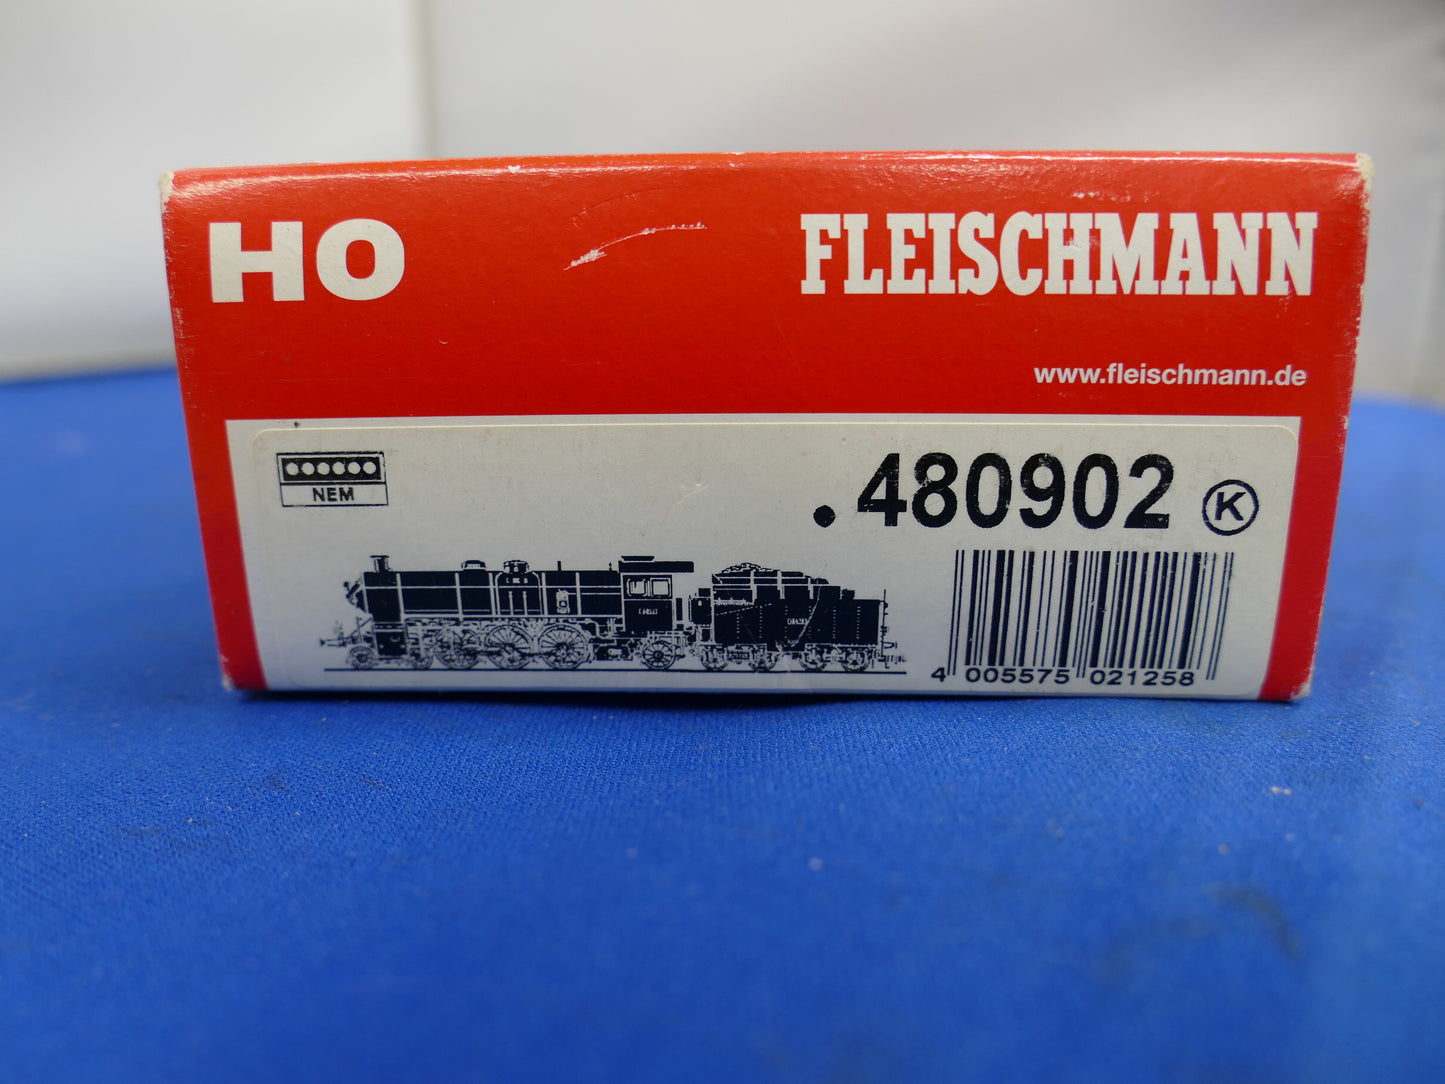 HO
FLEISCHMANN
www.fleischmann.de
NEM
.480902 K
4 005575 021258